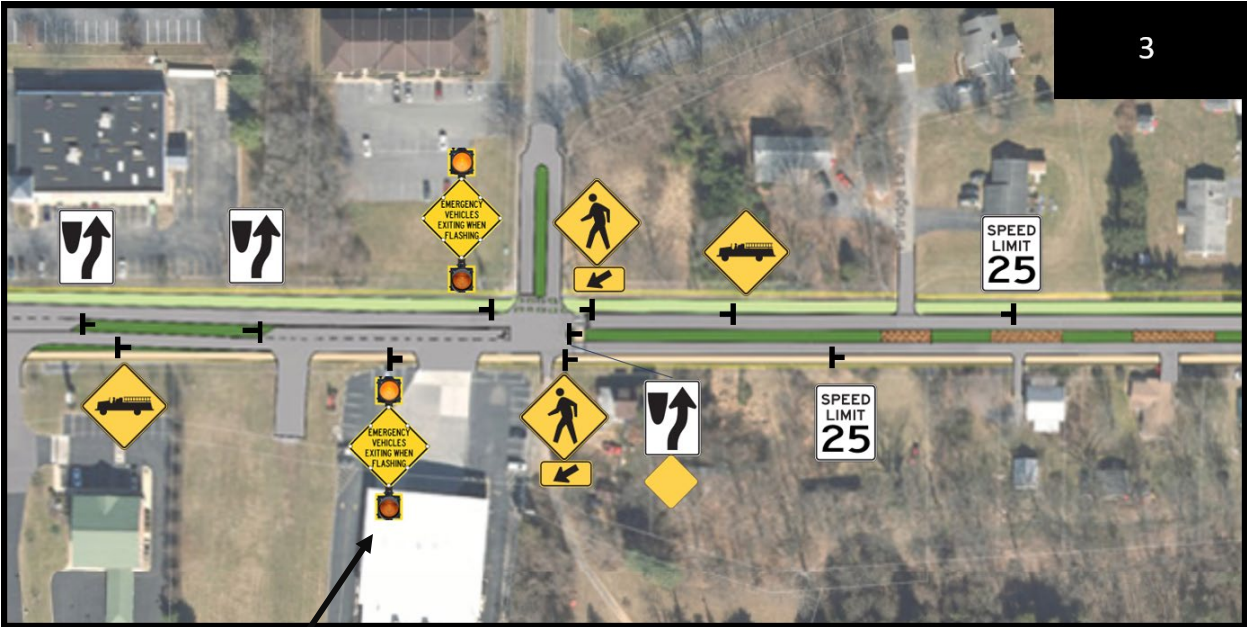 3
EMERGENCY
VEHICLES
EXITING WHEN
FLASHING
SPEED
LIMIT
25
EMERGENCY
VEHICLES
EXITING WHEN
FLASHING
SPEED
LIMIT
25